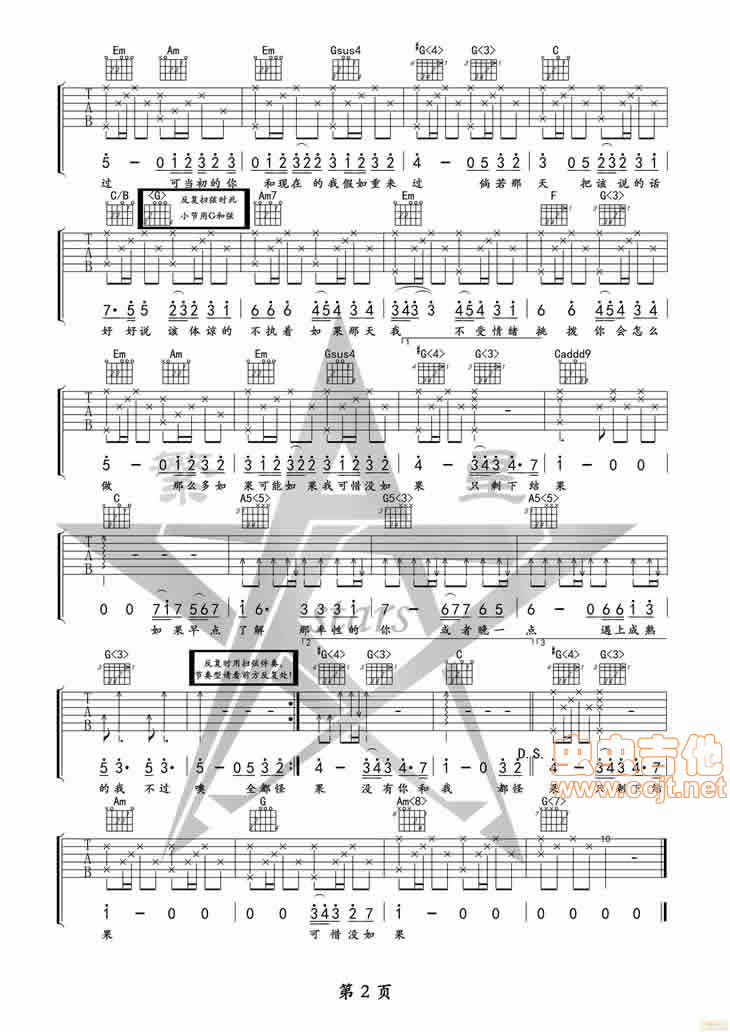 Em Am Em Gsus4 #G<4> G<3> C
T
A
B
5 - 0 1 2 3 2 3 0 1 2 3 2 2 3 2 3 4 - 0 5 3 2 3 0 5 3 2 3 2
过 可当初的你 和现在的我假如重来过 倘若那天 把该说的话
C/B <G> 反复扫弦时此 Am7 Em F G<3>
小节用G和弦
T
A
B
7· 5 5 2 3 2 3 1 6 6 6 4 5 4 3 4 3 4 3 3 3 4 5 4 3 1 6 6 4 5 4 3 4
好好说 该体谅的 不执着 如果那天我 不受情绪 挑拨你会怎么
1
Em Am Em Gsus4 #G<4> G<3> Caddd9
T
A
B
5 - 0 1 2 3 2 3 0 1 2 3 2 2 3 2 3 4 - 3 4 3 4· 7 1 - 0 0
做 那么多如果可能如果我可惜没如果 只剩下结果
C A5<5> G5<3> A5<5>
T
A
B
0 0 7 1 7 5 6 7 1 6· 3 3 3 1 7 - 6 7 7 6 5 6 - 0 6 6 1 3
如果早点了解 那率性的你 或者晚一点 遇上成熟
反复时用扫弦伴奏,
节奏型请看前方反复处!
2
G<3> G<3> #G<4> G<3> C #G<4> G<3>
T
A
B
D.S.
5 3· 5 3· 5 - 0 5 3 2 4 - 3 4 3 2 3 1 - 0 3 2 4 - 3 4 3 4· 7
的我不过噢 全都怪果 没有你和我 都怪果 只剩下结
虫虫吉他
www.ccjt.net
Am G Am<8> G<7>
T
A
B
10
1 - 0 0 0 3 4 3 2 7 1 - 0 0 0 0 0 0
果 可惜没如果
繁 星
stars
第 2 页